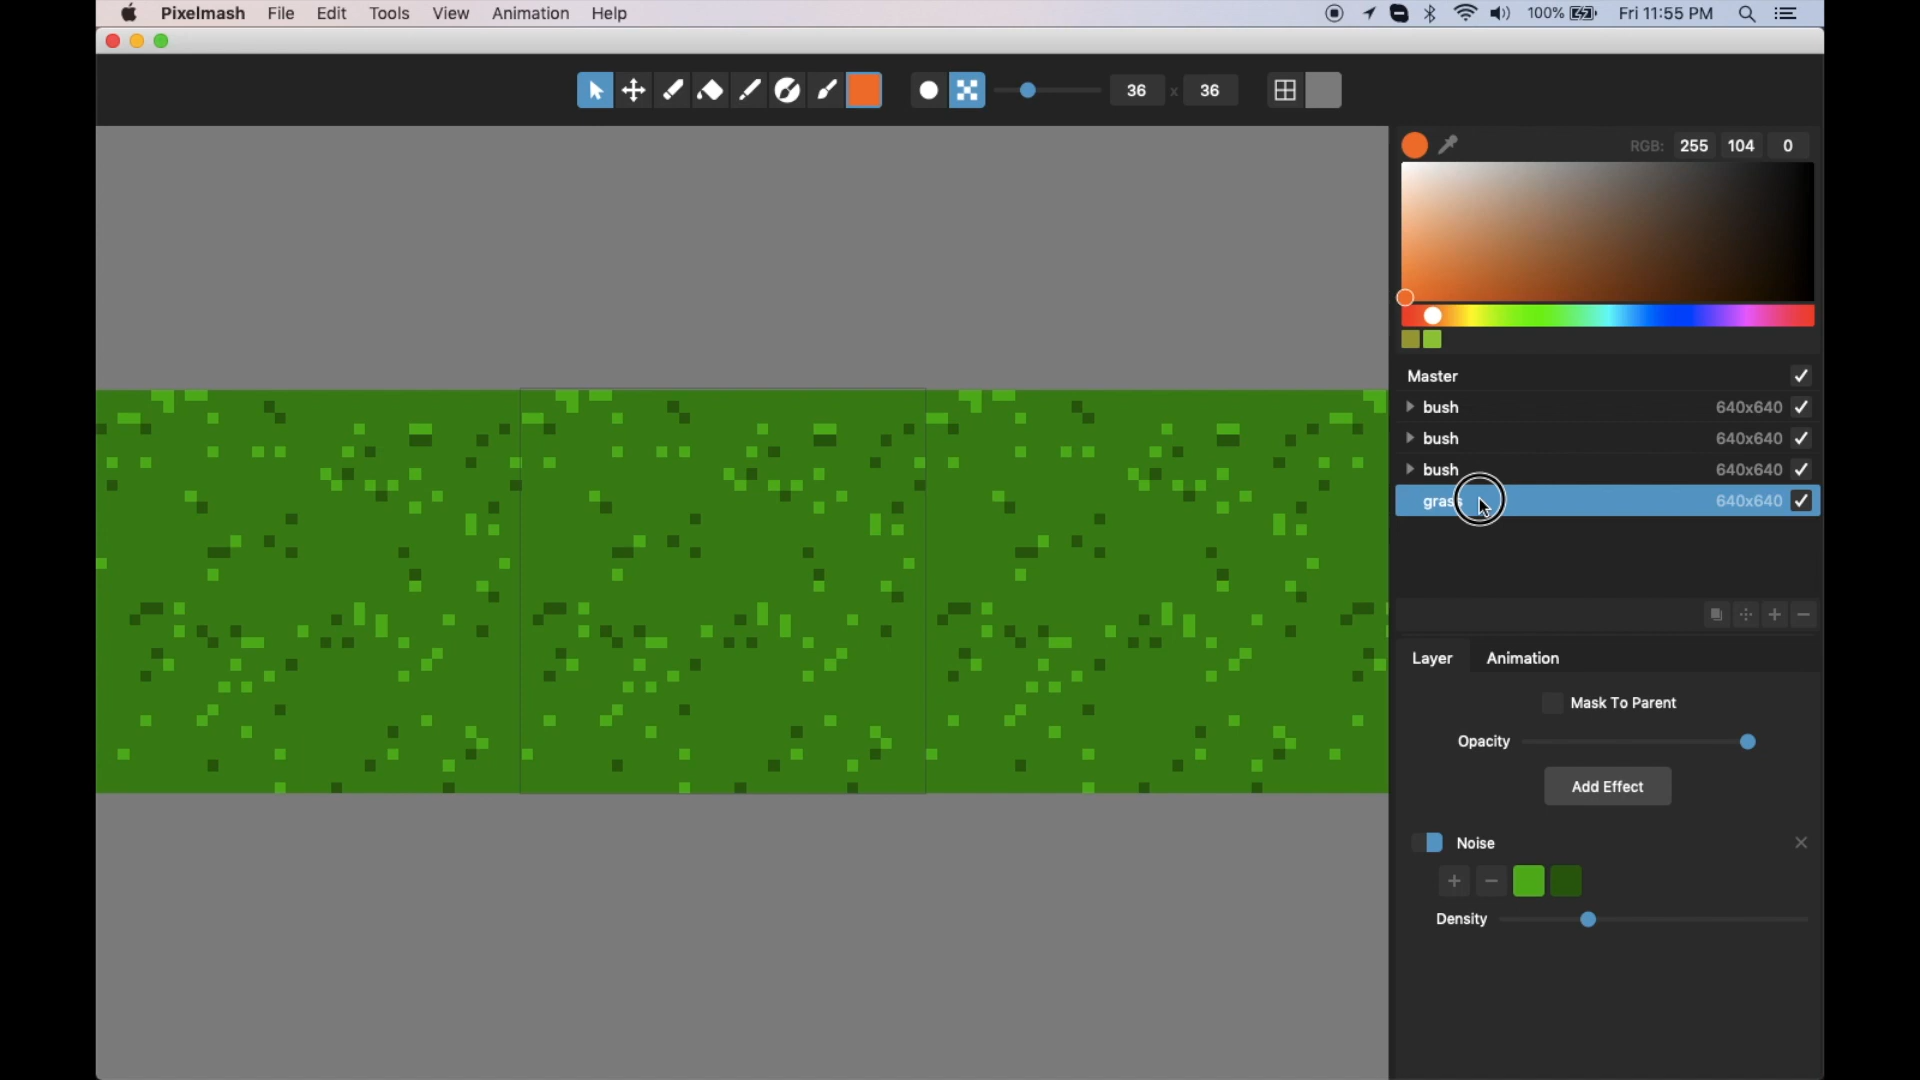 Pixelmash File Edit Tools View Animation Help 100% Fri 11:55 PM
36 x 36
RGB: 255 104 0
Master
bush 640x640
bush 640x640
bush 640x640
grass 640x640
Layer Animation
Mask To Parent
Opacity
Add Effect
Noise
Density